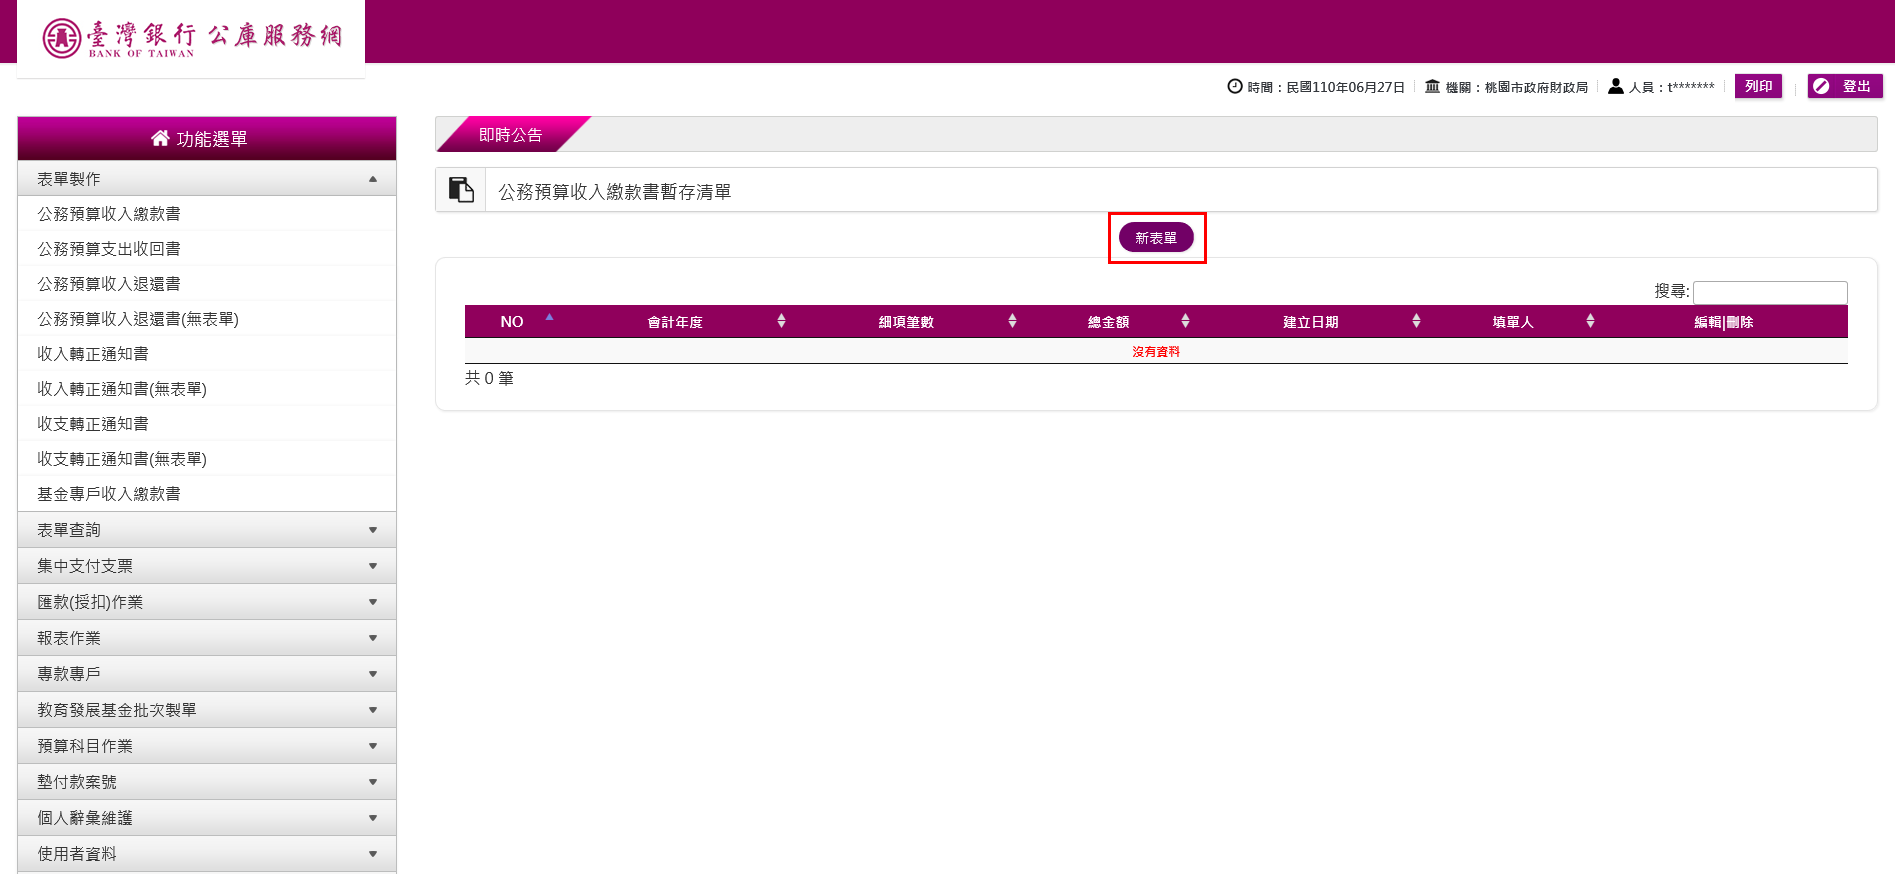 臺灣銀行 公庫服務網
BANK OF TAIWAN
時間：民國110年06月27日 機關：桃園市政府財政局 人員：t******* 列印 登出
功能選單
表單製作
公務預算收入繳款書
公務預算支出收回書
公務預算收入退還書
公務預算收入退還書(無表單)
收入轉正通知書
收入轉正通知書(無表單)
收支轉正通知書
收支轉正通知書(無表單)
基金專戶收入繳款書
表單查詢
集中支付支票
匯款(授扣)作業
報表作業
專款專戶
教育發展基金批次製單
預算科目作業
墊付款案號
個人辭彙維護
使用者資料
即時公告
公務預算收入繳款書暫存清單
新表單
搜尋:
NO 會計年度 細項筆數 總金額 建立日期 填單人 編輯|刪除
沒有資料
共 0 筆